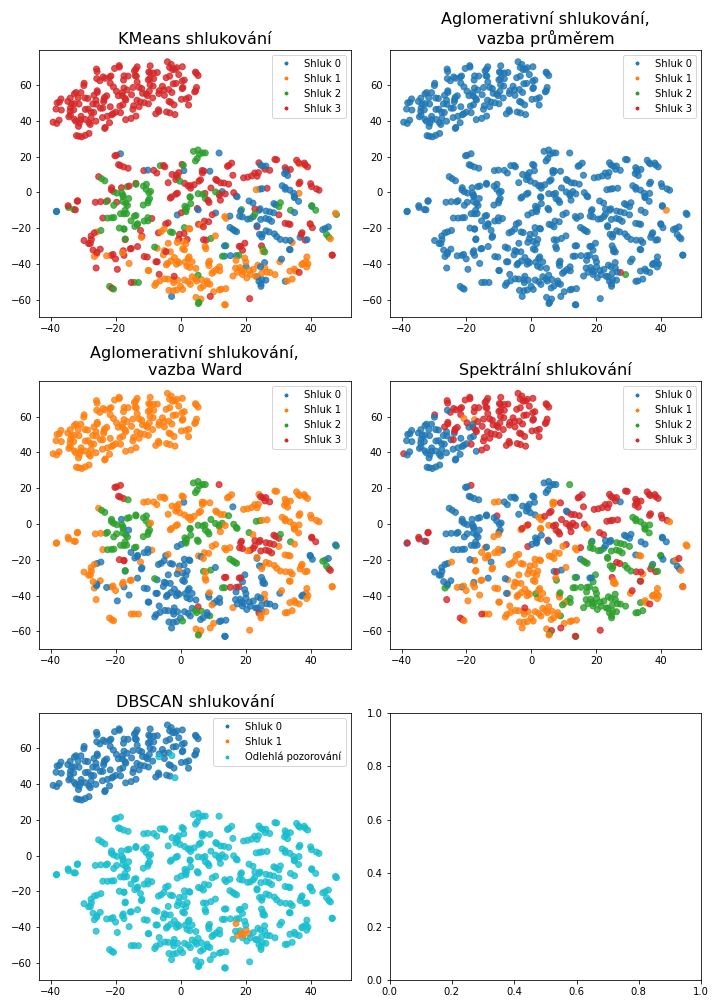 KMeans shlukování
Shluk 0
Shluk 1
Shluk 2
Shluk 3
60
40
20
0
−20
−40
−60
−40 −20 0 20 40
Aglomerativní shlukování,
vazba průměrem
Shluk 0
Shluk 1
Shluk 2
Shluk 3
60
40
20
0
−20
−40
−60
−40 −20 0 20 40
Aglomerativní shlukování,
vazba Ward
Shluk 0
Shluk 1
Shluk 2
Shluk 3
60
40
20
0
−20
−40
−60
−40 −20 0 20 40
Spektrální shlukování
Shluk 0
Shluk 1
Shluk 2
Shluk 3
60
40
20
0
−20
−40
−60
−40 −20 0 20 40
DBSCAN shlukování
Shluk 0
Shluk 1
Odlehlá pozorování
60
40
20
0
−20
−40
−60
−40 −20 0 20 40
1.0
0.8
0.6
0.4
0.2
0.0
0.0 0.2 0.4 0.6 0.8 1.0